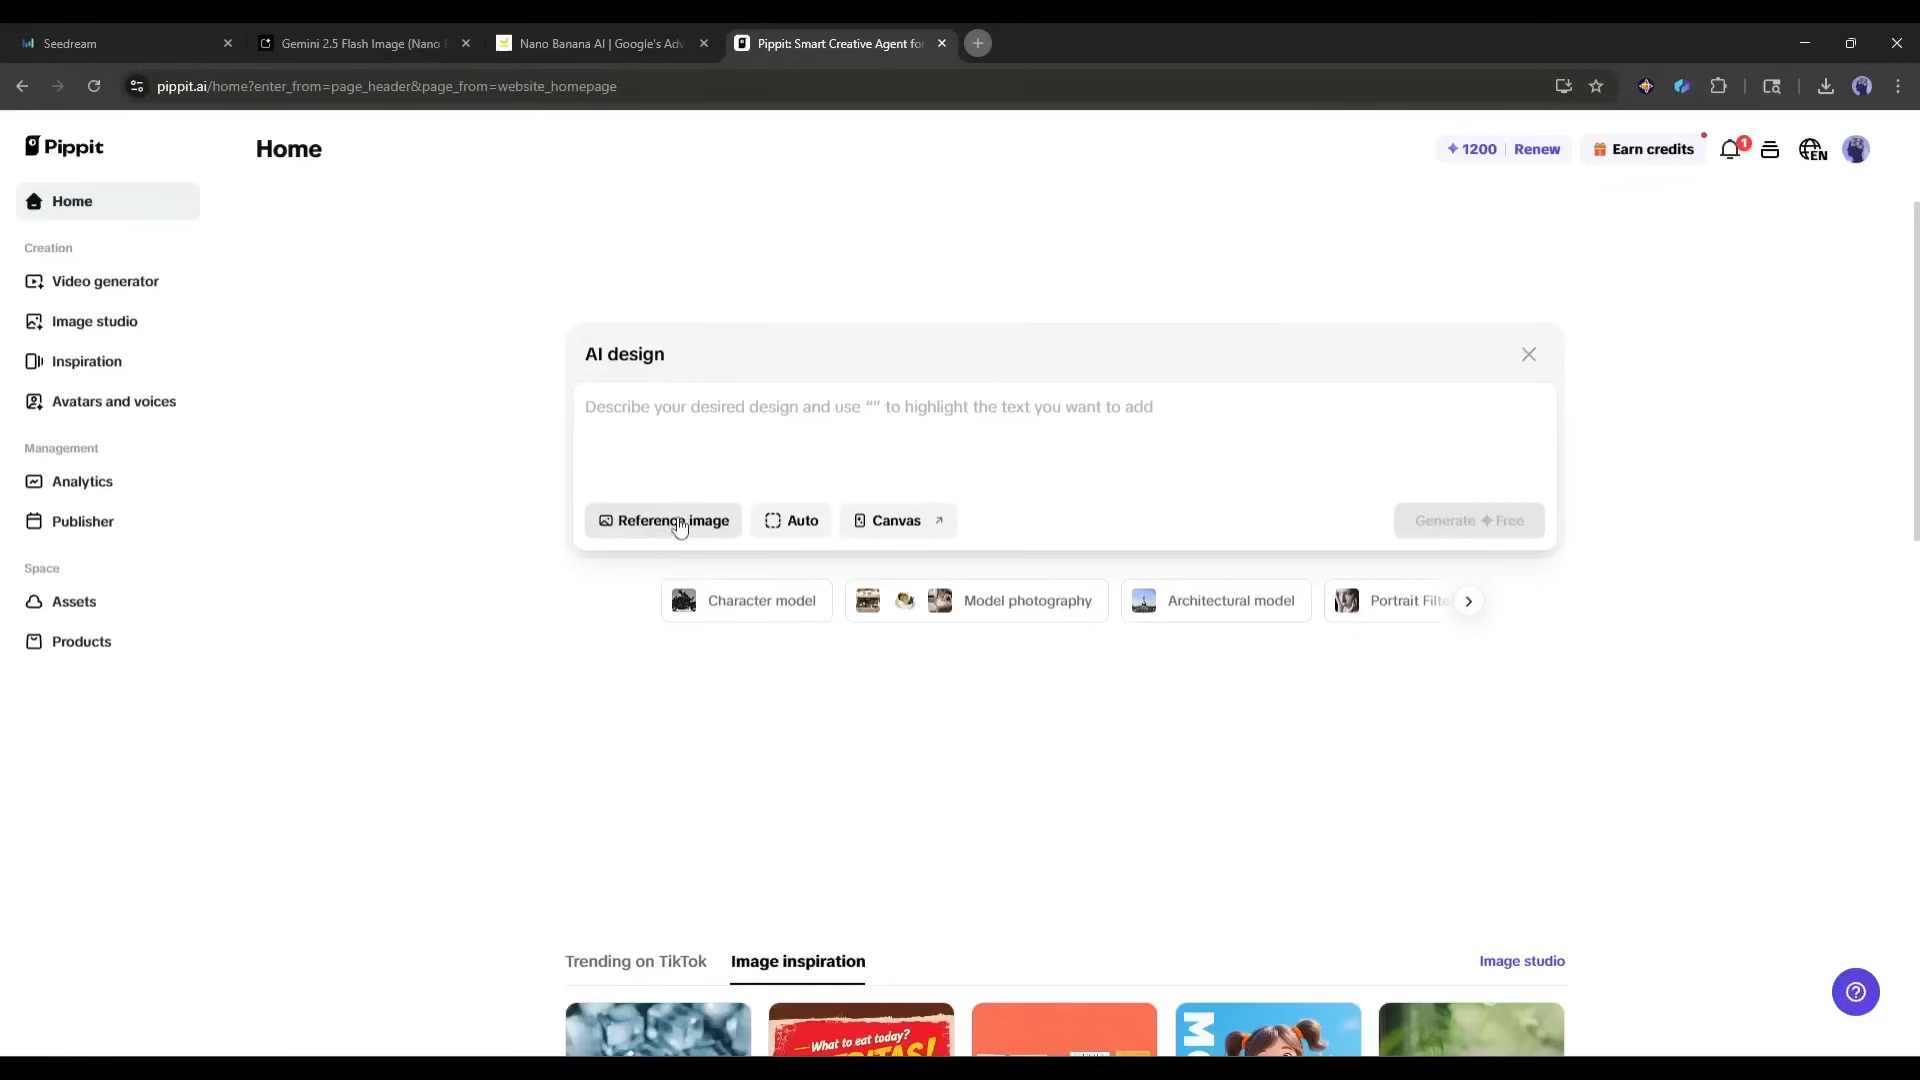 Seedream
Gemini 2.5 Flash Image (Nano
Nano Banana AI | Google's Adv
Pippit: Smart Creative Agent fo
pippit.ai/home?enter_from=page_header&page_from=website_homepage
Pippit
Home
1200 Renew
Earn credits
1
EN
Home
Creation
Video generator
Image studio
Inspiration
Avatars and voices
Management
Analytics
Publisher
Space
Assets
Products
AI design
Describe your desired design and use “” to highlight the text you want to add
Reference image
Auto
Canvas
Generate Free
Character model
Model photography
Architectural model
Portrait Filte
Trending on TikTok
Image inspiration
Image studio
What to eat today?